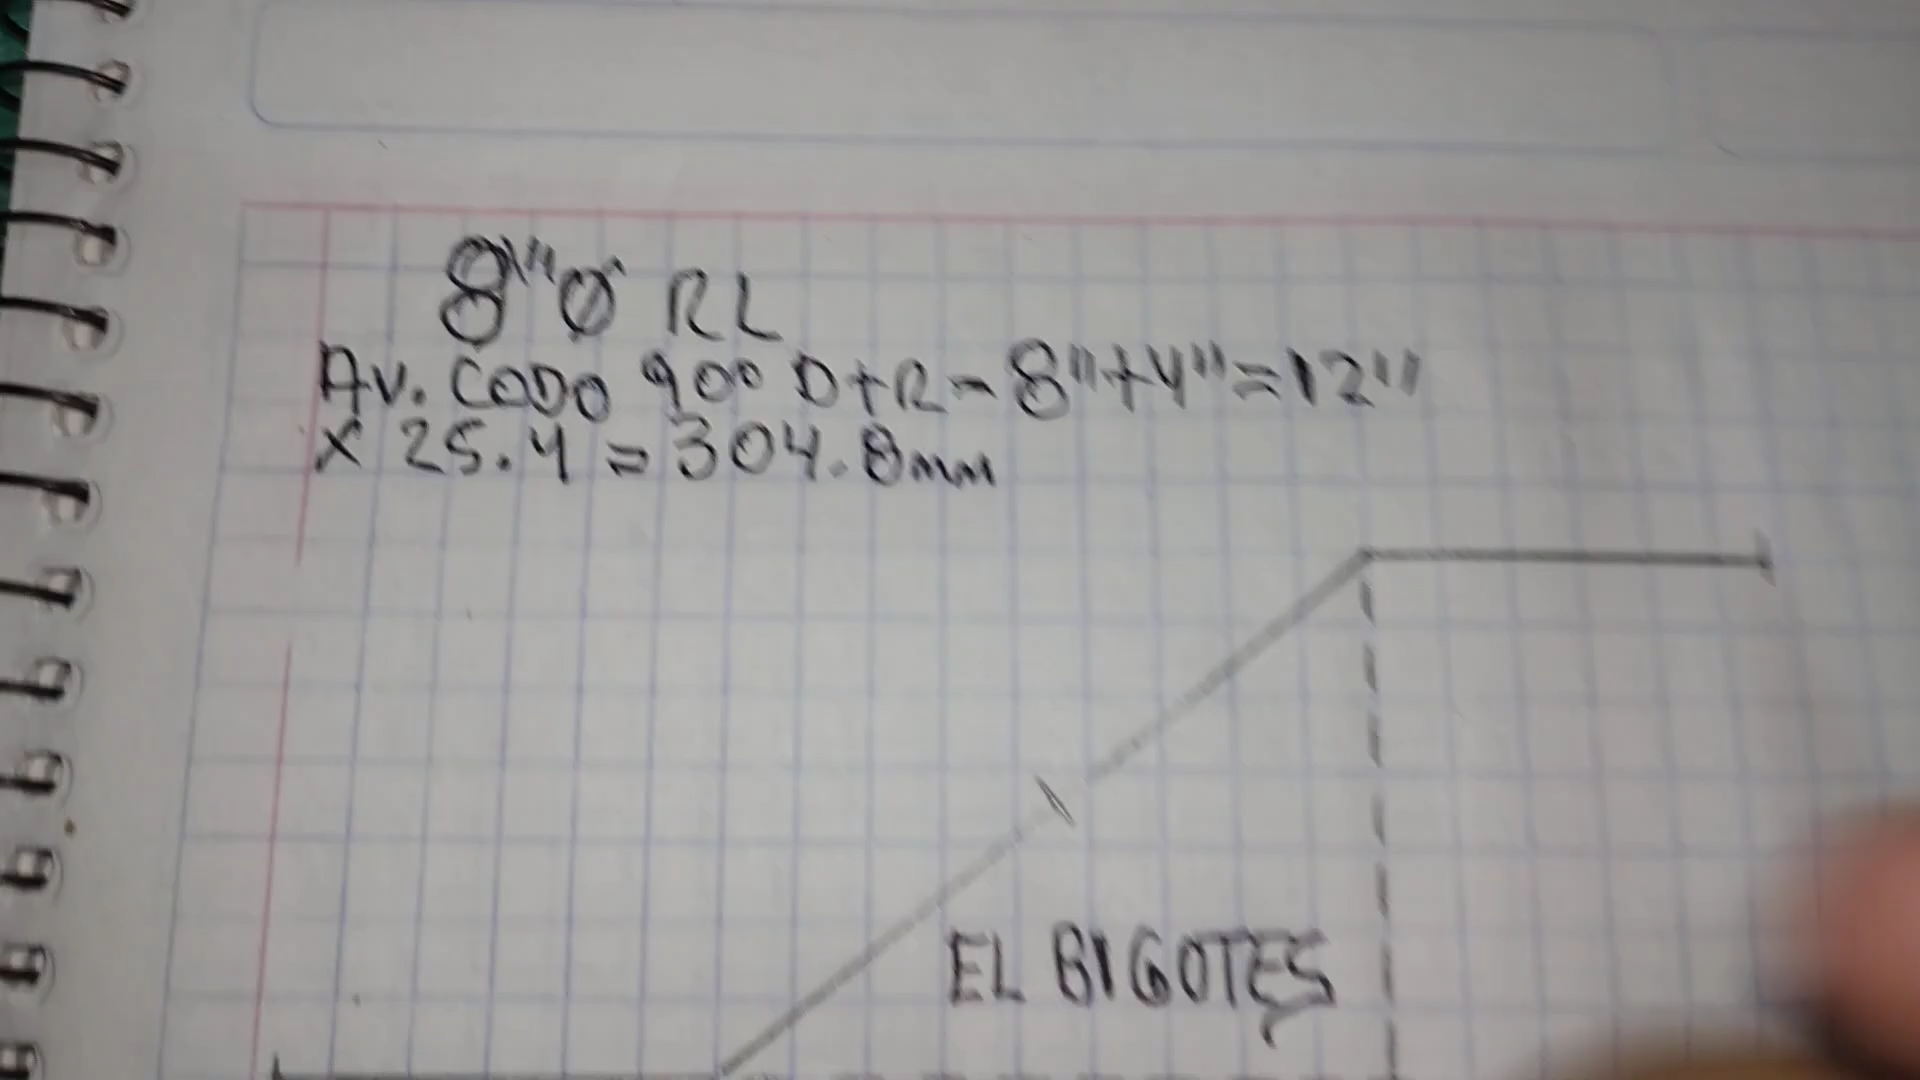 8"Ø RL
AV. CODO 90° D+R = 8"+4"=12"
X 25.4 = 304.8mm
EL BIGOTES